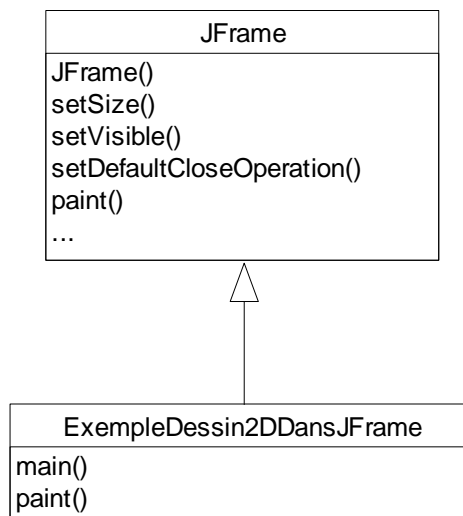 JFrame
JFrame()
setSize()
setVisible()
setDefaultCloseOperation()
paint()
...
ExempleDessin2DDansJFrame
main()
paint()